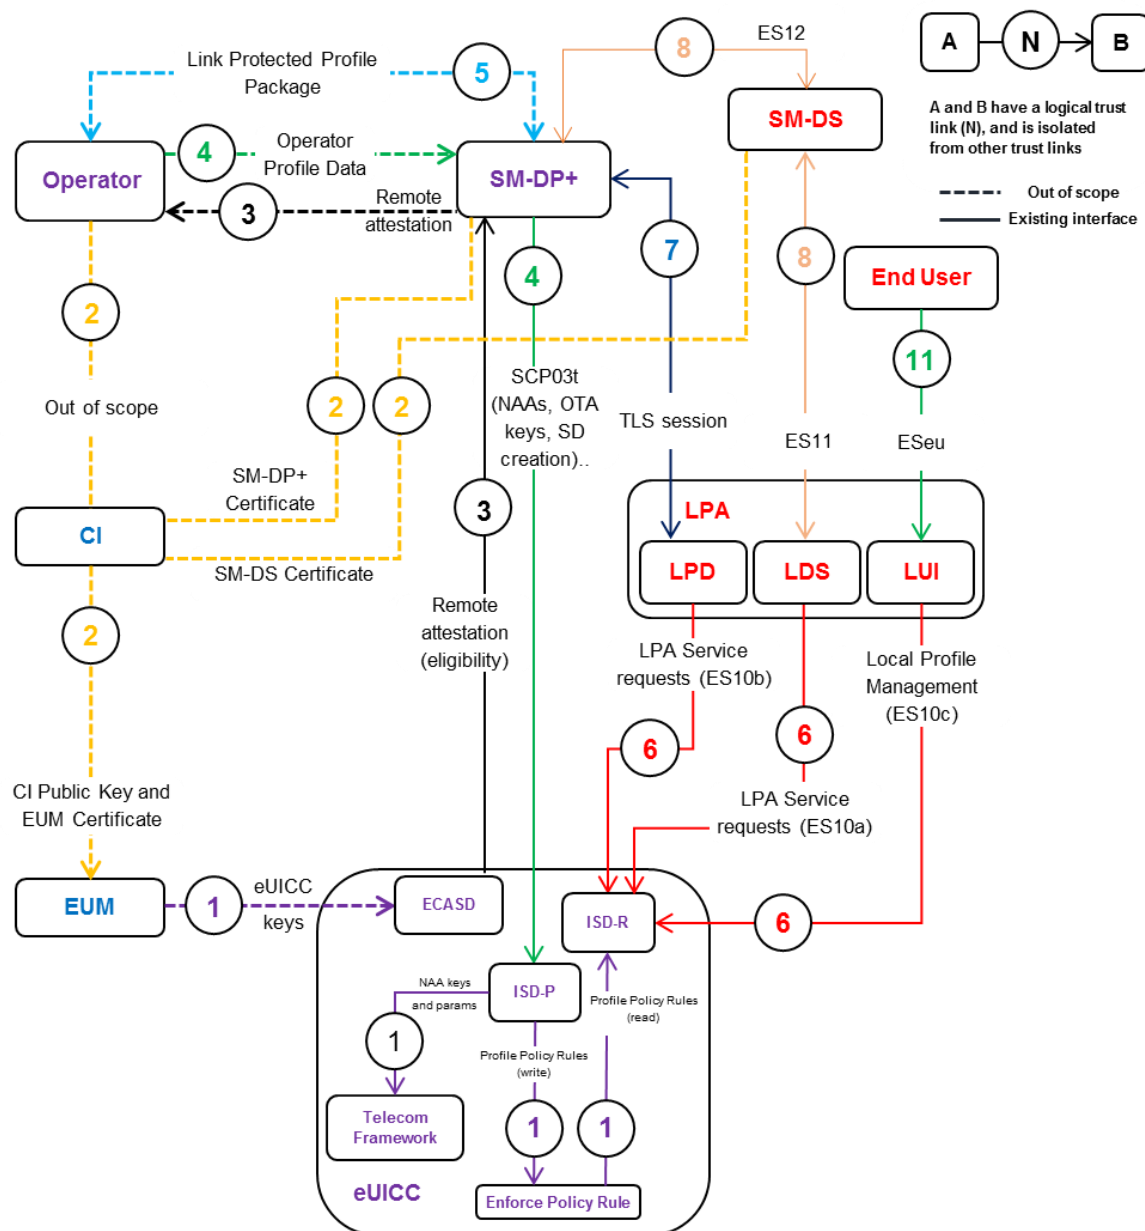 Link Protected Profile
Package
5
8
ES12
A
N
B
A and B have a logical trust
link (N), and is isolated
from other trust links
Out of scope
Existing interface
Operator
4
Operator
Profile Data
SM-DP+
SM-DS
3
Remote
attestation
2
4
7
8
End User
11
Out of scope
2
2
SCP03t
(NAAs, OTA
keys, SD
creation)..
TLS session
ES11
ESeu
SM-DP+
Certificate
3
LPA
CI
SM-DS Certificate
LPD
LDS
LUI
2
Remote
attestation
(eligibility)
LPA Service
requests (ES10b)
Local Profile
Management
(ES10c)
6
6
CI Public Key and
EUM Certificate
LPA Service
requests (ES10a)
EUM
1
eUICC
keys
ECASD
ISD-R
6
NAA keys
and params
ISD-P
Profile Policy Rules
(read)
1
Profile Policy Rules
(write)
Telecom
Framework
1
1
eUICC
Enforce Policy Rule